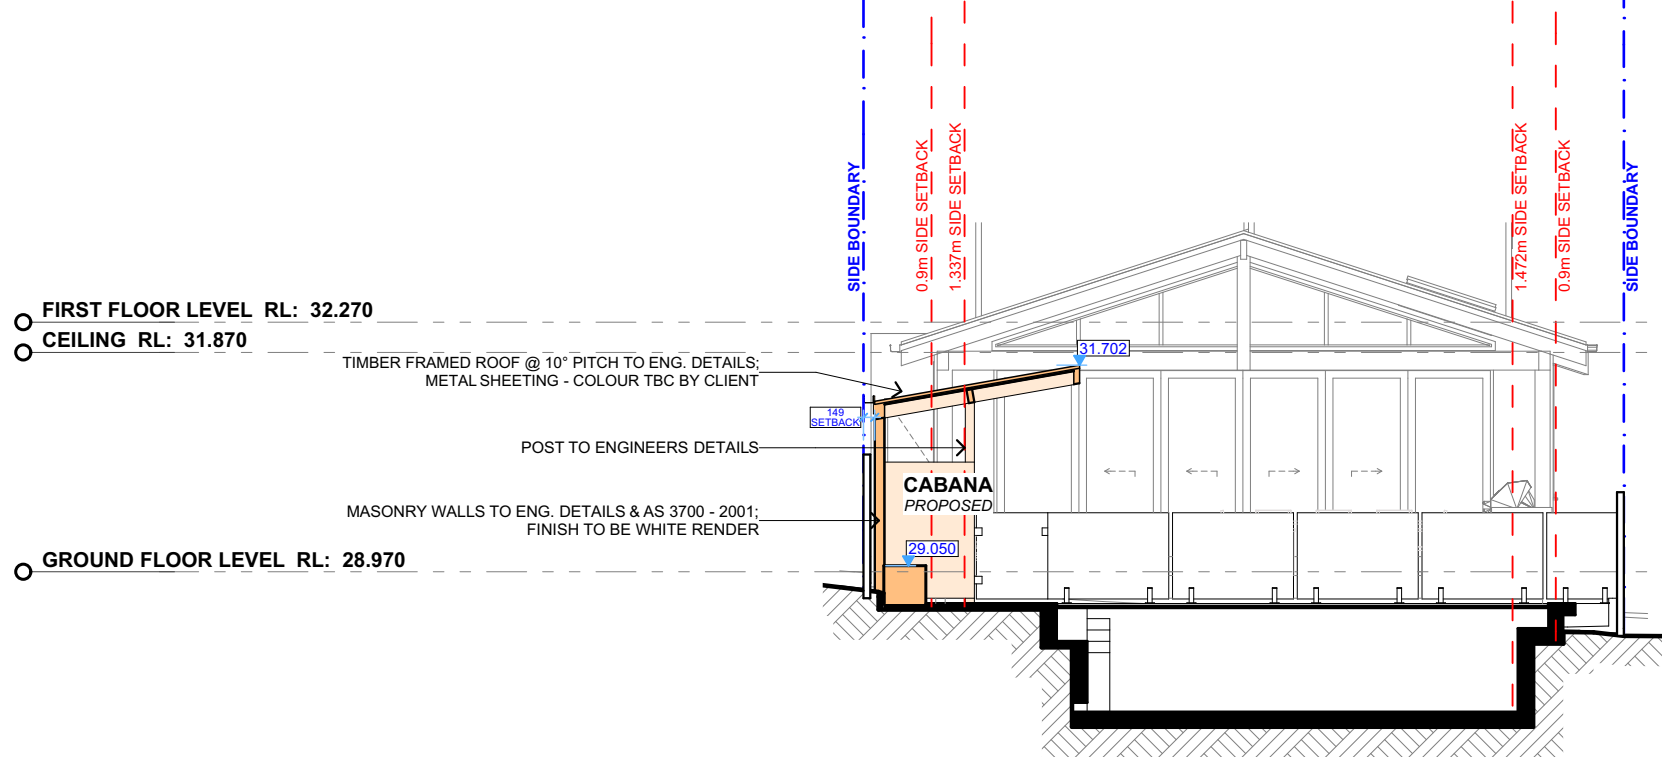 SIDE BOUNDARY
0.9m SIDE SETBACK
1.337m SIDE SETBACK
1.472m SIDE SETBACK
0.9m SIDE SETBACK
SIDE BOUNDARY
FIRST FLOOR LEVEL RL: 32.270
CEILING RL: 31.870
31.702
TIMBER FRAMED ROOF @ 10° PITCH TO ENG. DETAILS;
METAL SHEETING - COLOUR TBC BY CLIENT
149
SETBACK
POST TO ENGINEERS DETAILS
CABANA
PROPOSED
MASONRY WALLS TO ENG. DETAILS & AS 3700 - 2001;
FINISH TO BE WHITE RENDER
29.050
GROUND FLOOR LEVEL RL: 28.970